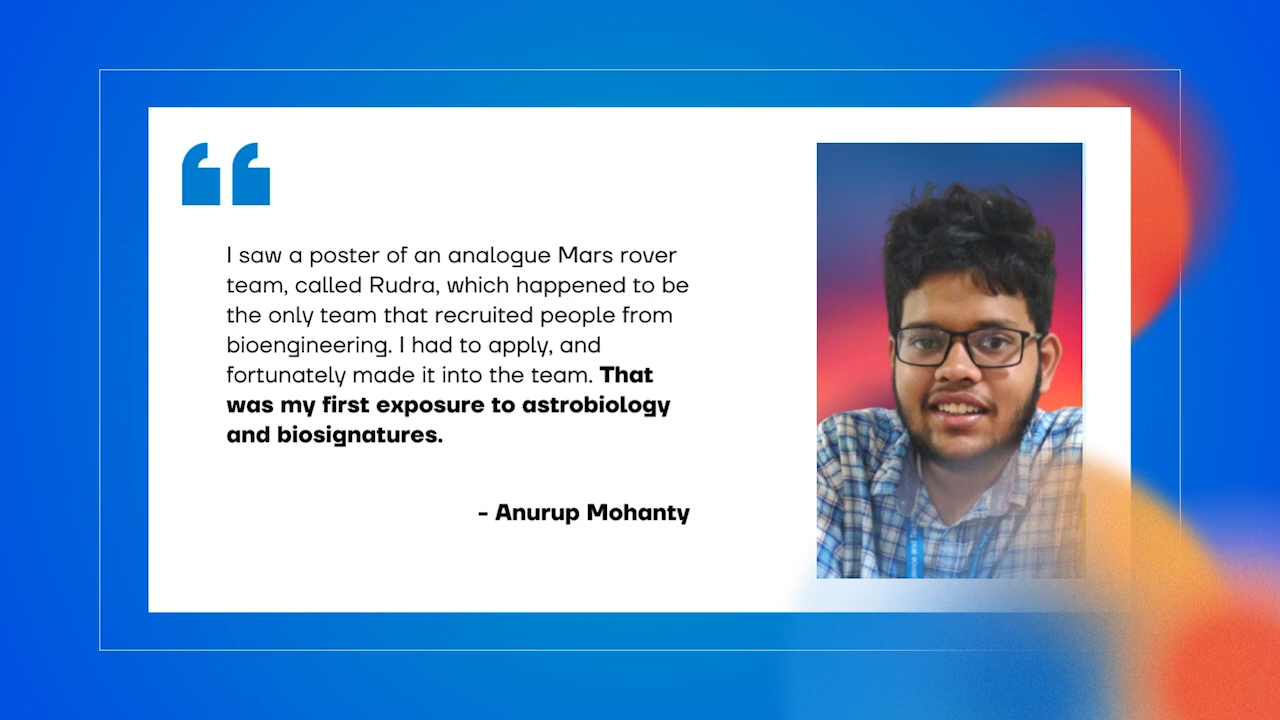 I saw a poster of an analogue Mars rover
team, called Rudra, which happened to be
the only team that recruited people from
bioengineering. I had to apply, and
fortunately made it into the team. That
was my first exposure to astrobiology
and biosignatures.
- Anurup Mohanty